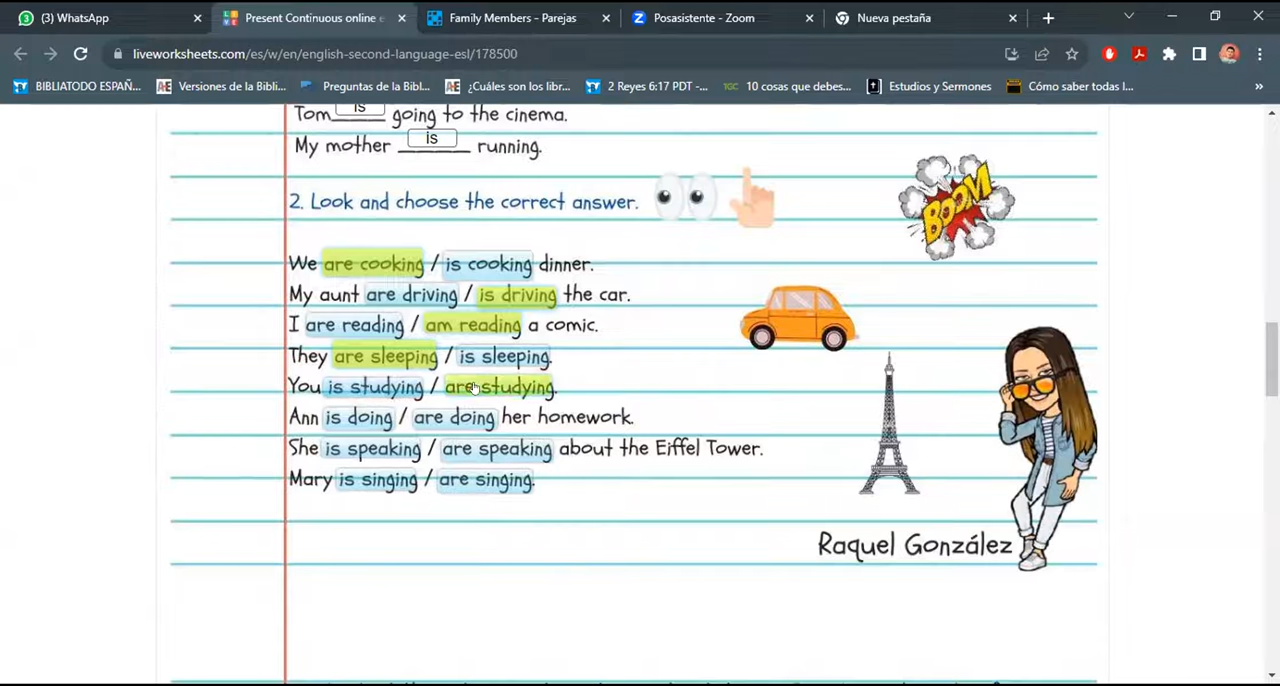 (3) WhatsApp
Present Continuous online e
Family Members - Parejas
Posasistente - Zoom
Nueva pestaña
liveworksheets.com/es/w/en/english-second-language-esl/178500
BIBLIATODO ESPAÑ...
Versiones de la Bibli...
Preguntas de la Bibl...
¿Cuáles son los libr...
2 Reyes 6:17 PDT -...
TGC 10 cosas que debes...
Estudios y Sermones
Cómo saber todas l...
»
Tom is going to the cinema.
My mother is running.
2. Look and choose the correct answer.
BOOM
We are cooking / is cooking dinner.
My aunt are driving / is driving the car.
I are reading / am reading a comic.
They are sleeping / is sleeping.
You is studying / are studying.
Ann is doing / are doing her homework.
She is speaking / are speaking about the Eiffel Tower.
Mary is singing / are singing.
Raquel González